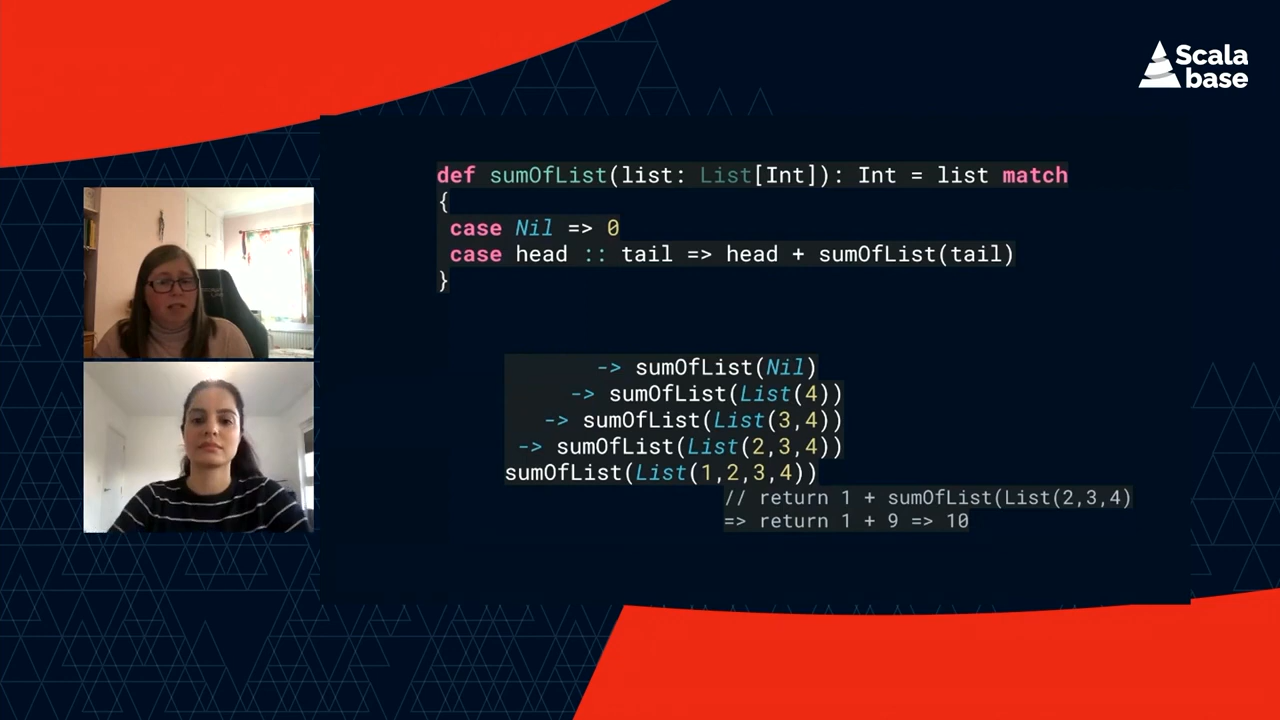 Scala
base
def sumOfList(list: List[Int]): Int = list match
{
case Nil => 0
case head :: tail => head + sumOfList(tail)
}
-> sumOfList(Nil)
-> sumOfList(List(4))
-> sumOfList(List(3,4))
-> sumOfList(List(2,3,4))
sumOfList(List(1,2,3,4))
// return 1 + sumOfList(List(2,3,4)
=> return 1 + 9 => 10